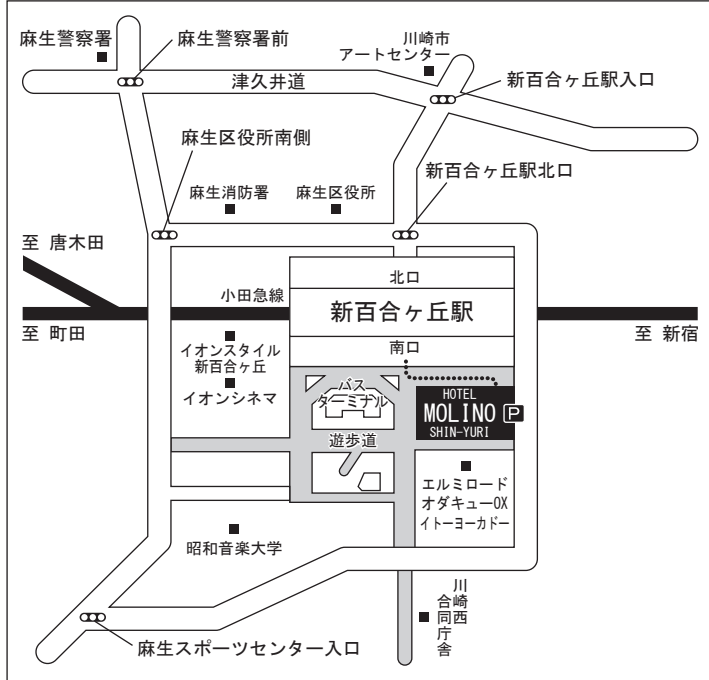 麻生警察署
麻生警察署前
川崎市
アートセンター
津久井道
新百合ヶ丘駅入口
麻生区役所南側
新百合ヶ丘駅北口
麻生消防署
麻生区役所
至 唐木田
北口
小田急線
新百合ヶ丘駅
至 町田
至 新宿
南口
イオンスタイル
新百合ヶ丘
イオンシネマ
バス
ターミナル
HOTEL
MOLINO
SHIN-YURI
P
遊歩道
エルミロード
オダキューOX
イトーヨーカドー
昭和音楽大学
川崎西
合同庁舎
麻生スポーツセンター入口